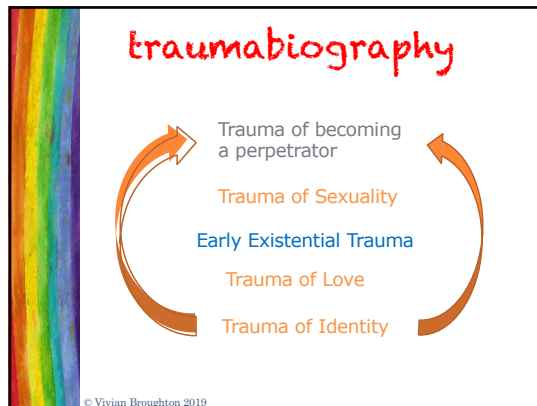 traumabiography
Trauma of becoming
a perpetrator
Trauma of Sexuality
Early Existential Trauma
Trauma of Love
Trauma of Identity
© Vivian Broughton 2019